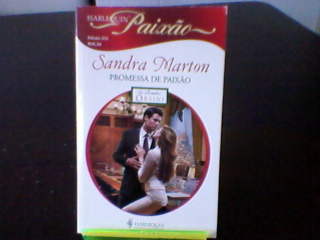 HARLEQUIN
Paixão
Sandra Marton
PROMESSA DE PAIXÃO
HARLEQUIN